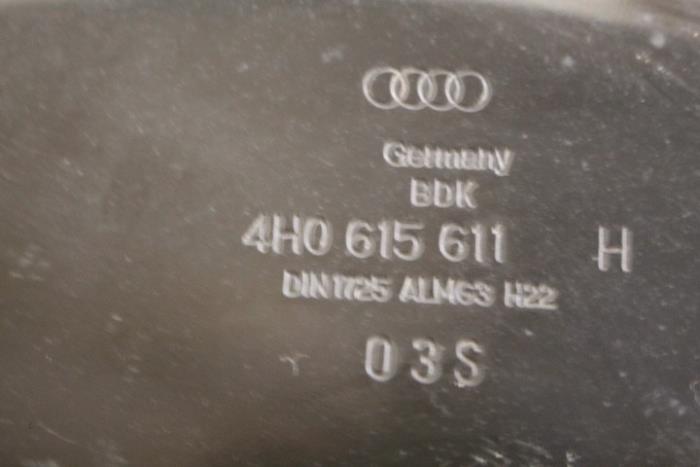 Germany
BDK
4H0 615 611 H
DIN1725 ALMG3 H22
03S